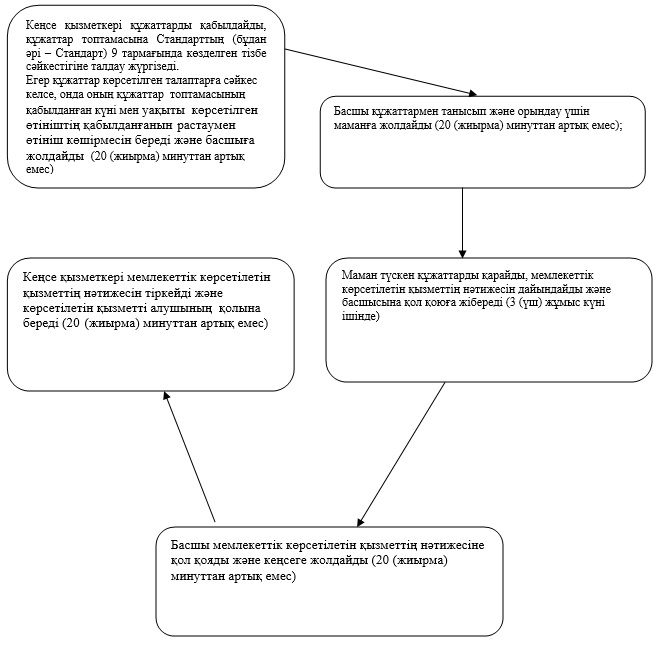 Кеңсе қызметкері құжаттарды қабылдайды,
құжаттар топтамасына Стандарттың (бұдан
әрі – Стандарт) 9 тармағында көзделген тізбе
сәйкестігіне талдау жүргізеді.
Егер құжаттар көрсетілген талаптарға сәйкес
келсе, онда оның құжаттар топтамасының
қабылданған күні мен уақыты көрсетілген
өтініштің қабылданғанын растаумен
өтініш көшірмесін береді және басшыға
жолдайды (20 (жиырма) минуттан артық
емес)
Басшы құжаттармен танысып және орындау үшін
маманға жолдайды (20 (жиырма) минуттан артық емес);
Маман түскен құжаттарды қарайды, мемлекеттік
көрсетілетін қызметтің нәтижесін дайындайды және
басшысына қол қоюға жібереді (3 (үш) жұмыс күні
ішінде)
Басшы мемлекеттік көрсетілетін қызметтің нәтижесіне
қол қояды және кеңсеге жолдайды (20 (жиырма)
минуттан артық емес)
Кеңсе қызметкері мемлекеттік көрсетілетін
қызметтің нәтижесін тіркейді және
көрсетілетін қызметті алушының қолына
береді (20 (жиырма) минуттан артық емес)